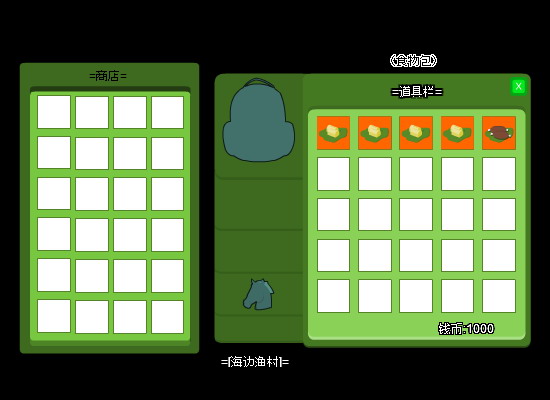 (食物包)
=商店=
=道具栏=
X
钱币:1000
=[海边渔村]=